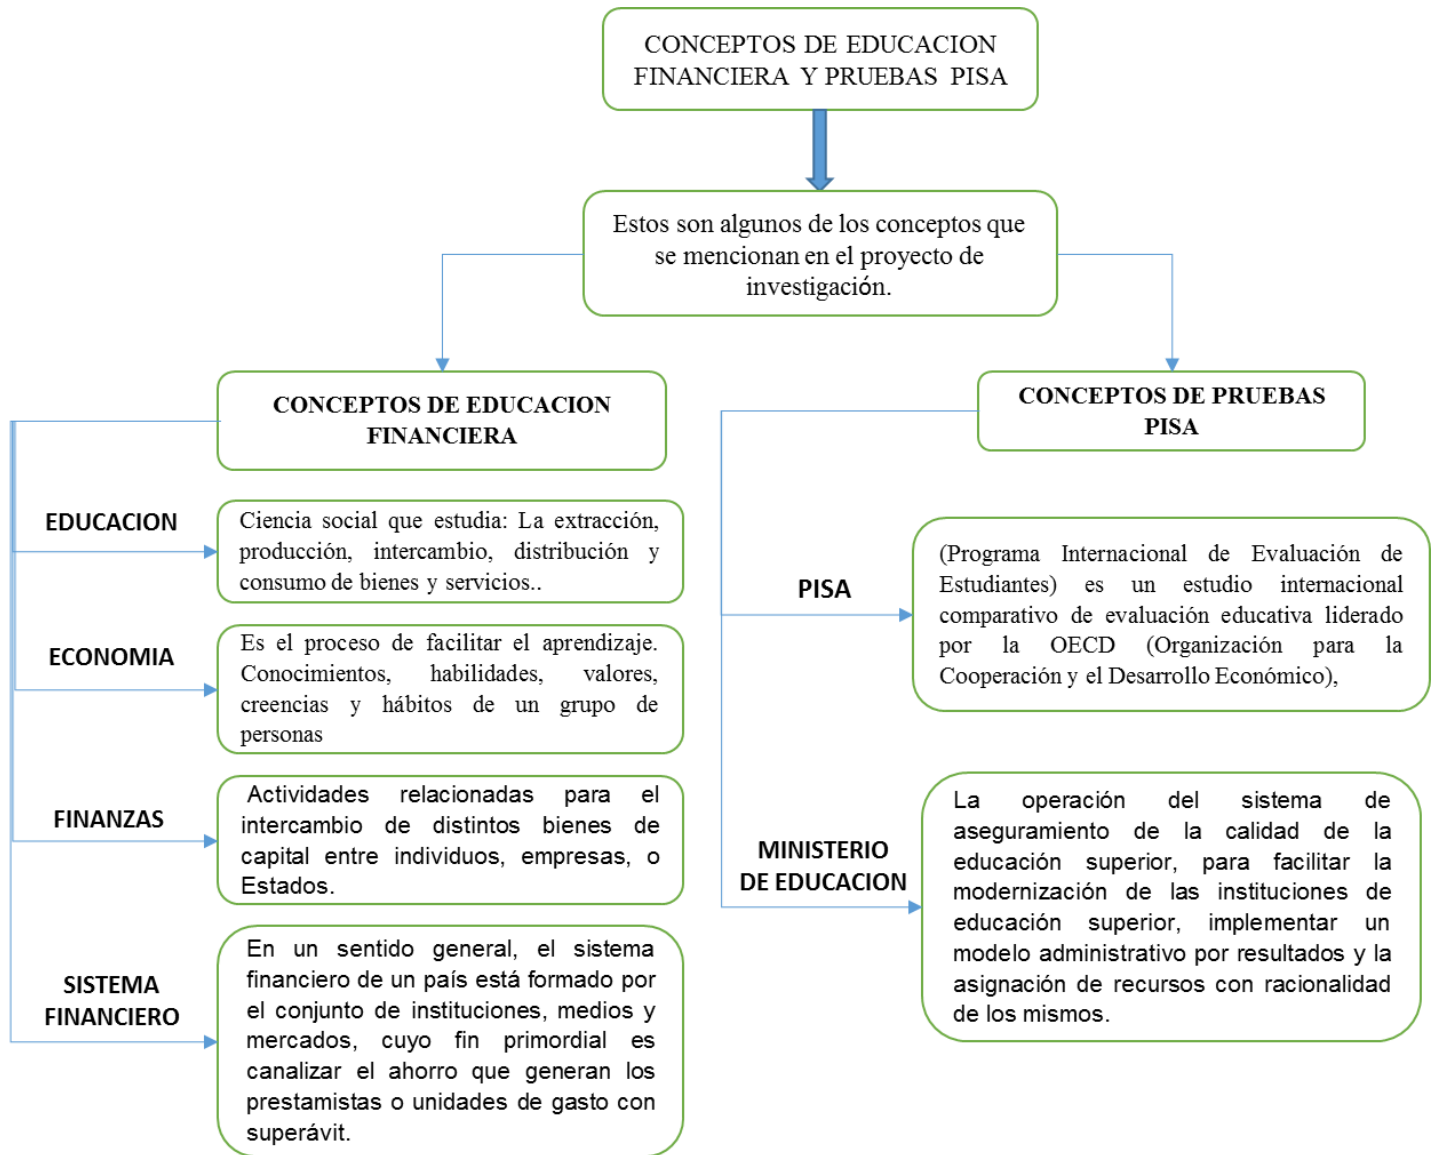 CONCEPTOS DE EDUCACION
FINANCIERA Y PRUEBAS PISA
Estos son algunos de los conceptos que
se mencionan en el proyecto de
investigación.
CONCEPTOS DE EDUCACION
FINANCIERA
EDUCACION
Ciencia social que estudia: La extracción,
producción, intercambio, distribución y
consumo de bienes y servicios..
ECONOMIA
Es el proceso de facilitar el aprendizaje.
Conocimientos, habilidades, valores,
creencias y hábitos de un grupo de
personas
FINANZAS
Actividades relacionadas para el
intercambio de distintos bienes de
capital entre individuos, empresas, o
Estados.
SISTEMA
FINANCIERO
En un sentido general, el sistema
financiero de un país está formado por
el conjunto de instituciones, medios y
mercados, cuyo fin primordial es
canalizar el ahorro que generan los
prestamistas o unidades de gasto con
superávit.
CONCEPTOS DE PRUEBAS
PISA
PISA
(Programa Internacional de Evaluación de
Estudiantes) es un estudio internacional
comparativo de evaluación educativa liderado
por la OECD (Organización para la
Cooperación y el Desarrollo Económico),
MINISTERIO
DE EDUCACION
La operación del sistema de
aseguramiento de la calidad de la
educación superior, para facilitar la
modernización de las instituciones de
educación superior, implementar un
modelo administrativo por resultados y la
asignación de recursos con racionalidad
de los mismos.